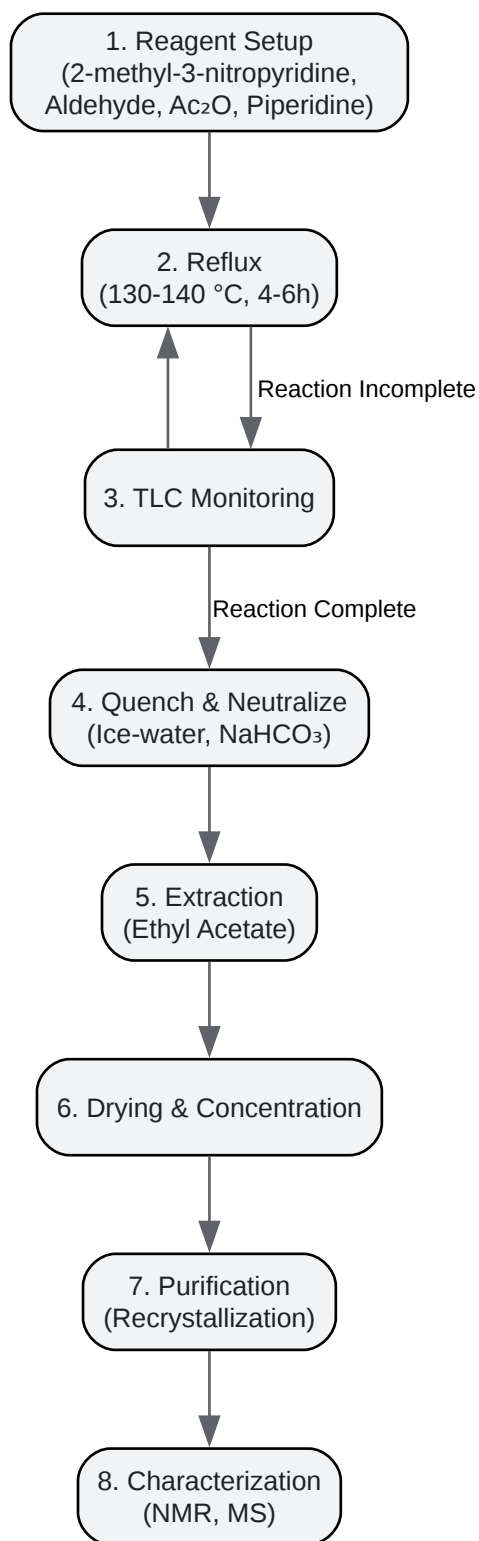 1. Reagent Setup
(2-methyl-3-nitropyridine,
Aldehyde, Ac₂O, Piperidine)
2. Reflux
(130-140 °C, 4-6h)
Reaction Incomplete
3. TLC Monitoring
Reaction Complete
4. Quench & Neutralize
(Ice-water, NaHCO₃)
5. Extraction
(Ethyl Acetate)
6. Drying & Concentration
7. Purification
(Recrystallization)
8. Characterization
(NMR, MS)